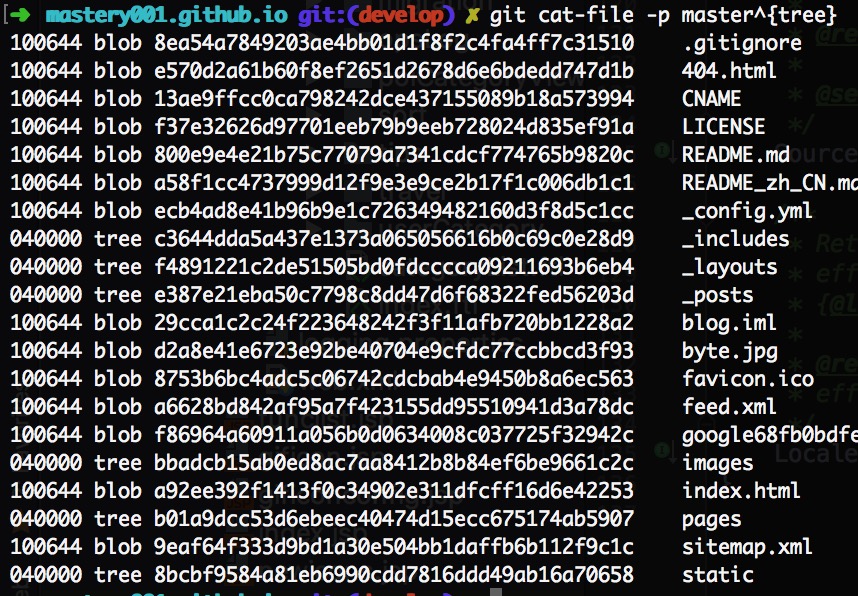 ➜ mastery001.github.io git:(develop) ✗ git cat-file -p master^{tree}
100644 blob 8ea54a7849203ae4bb01d1f8f2c4fa4ff7c31510 .gitignore
100644 blob e570d2a61b60f8ef2651d2678d6e6bdedd747d1b 404.html
100644 blob 13ae9ffcc0ca798242dce437155089b18a573994 CNAME
100644 blob f37e32626d97701eeb79b9eeb728024d835ef91a LICENSE
100644 blob 800e9e4e21b75c77079a7341cdcf774765b9820c README.md
100644 blob a58f1cc4737999d12f9e3e9ce2b17f1c006db1c1 README_zh_CN.md
100644 blob ecb4ad8e41b96b9e1c726349482160d3f8d5c1cc _config.yml
040000 tree c3644dda5a437e1373a065056616b0c69c0e28d9 _includes
040000 tree f4891221c2de51505bd0fdcccca09211693b6eb4 _layouts
040000 tree e387e21eba50c7798c8dd47d6f68322fed56203d _posts
100644 blob 29cca1c2c24f223648242f3f11afb720bb1228a2 blog.iml
100644 blob d2a8e41e6723e92be40704e9cfdc77ccbbcd3f93 byte.jpg
100644 blob 8753b6bc4adc5c06742cdcbab4e9450b8a6ec563 favicon.ico
100644 blob a6628bd842af95a7f423155dd95510941d3a78dc feed.xml
100644 blob f86964a60911a056b0d0634008c037725f32942c google68fb0bdfe
040000 tree bbadcb15ab0ed8ac7aa8412b8b84ef6be9661c2c images
100644 blob a92ee392f1413f0c34902e311dfcff16d6e42253 index.html
040000 tree b01a9dcc53d6ebeec40474d15ecc675174ab5907 pages
100644 blob 9eaf64f333d9bd1a30e504bb1daffb6b112f9c1c sitemap.xml
040000 tree 8bcbf9584a81eb6990cdd7816ddd49ab16a70658 static